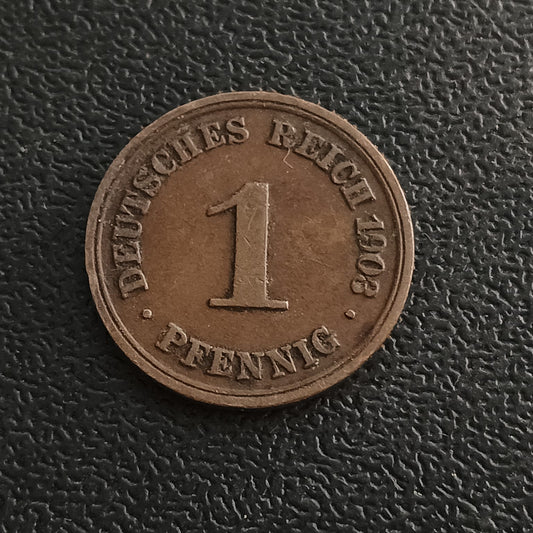 DEUTSCHES REICH 1903
1
PFENNIG